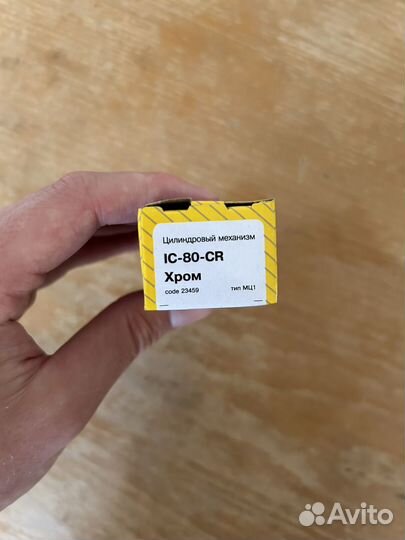 Цилиндровый механизм
IC-80-CR
Хром
code 23459 тип МЦ1
Avito